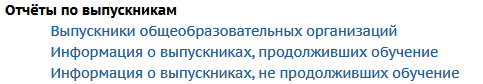 Отчёты по выпускникам
Выпускники общеобразовательных организаций
Информация о выпускниках, продолживших обучение
Информация о выпускниках, не продолживших обучение